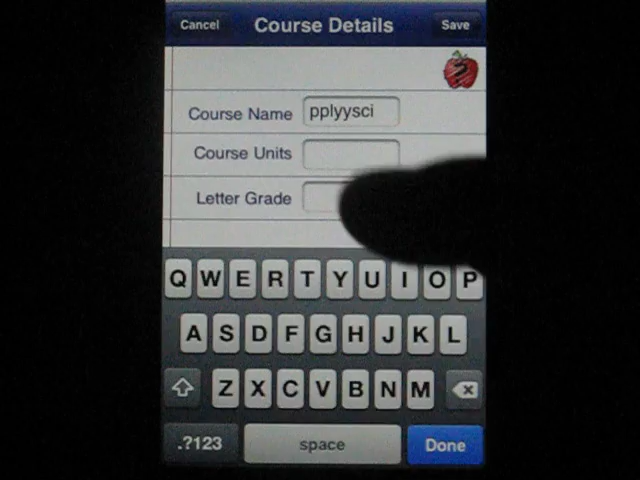 Cancel Course Details Save
Course Name pplyysci
Course Units
Letter Grade
Q W E R T Y U I O P
A S D F G H J K L
Z X C V B N M
.?123 space Done